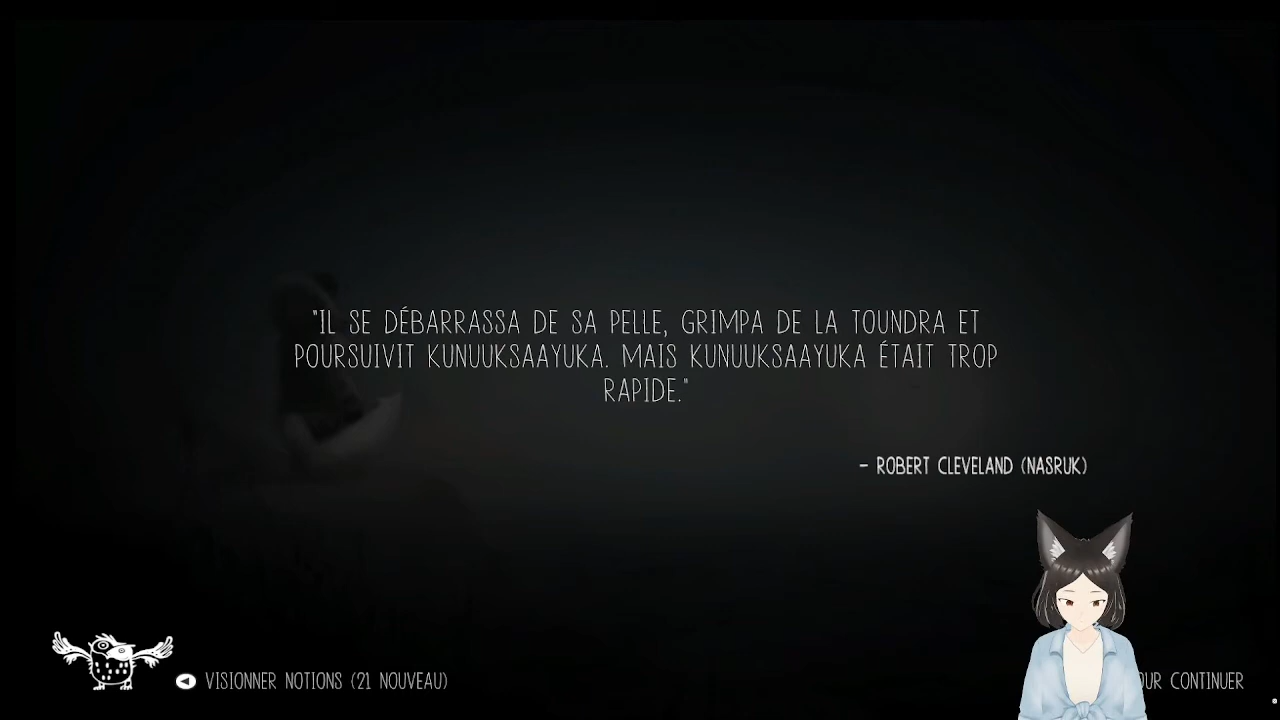 "IL SE DÉBARRASSA DE SA PELLE, GRIMPA DE LA TOUNDRA ET
POURSUIVIT KUNUUKSAAYUKA. MAIS KUNUUKSAAYUKA ÉTAIT TROP
RAPIDE."
– ROBERT CLEVELAND (NASRUK)
VISIONNER NOTIONS (21 NOUVEAU)
CONTINUER